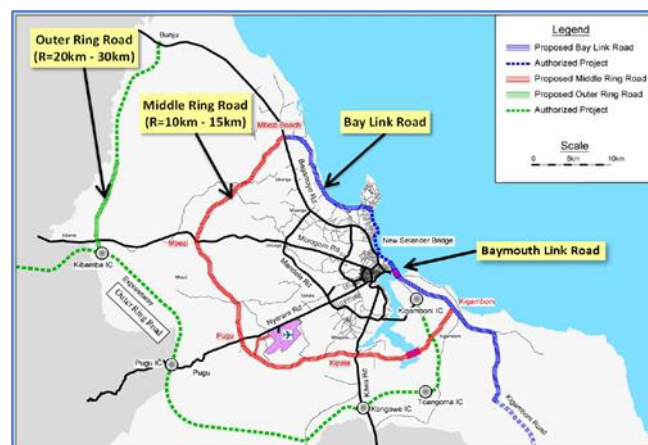 Outer Ring Road
(R=20km - 30km)
Bunju
Middle Ring Road
(R=10km - 15km)
Mbezi Beach
Bay Link Road
Legend
Proposed Bay Link Road
Authorized Project
Proposed Middle Ring Road
Proposed Outer Ring Road
Authorized Project
Scale
0 5km 10km
Bagamoyo Rd
New Selander Bridge
Baymouth Link Road
Morogoro Rd
Mandela Rd
Mbezi
Kibamba IC
Expressway
Outer Ring Road
Nyerere Rd
Kigamboni IC
Kigamboni
Pugu
Pugu IC
Pugu
Kilwa Rd
Toangoma IC
Kongowe IC
Kigamboni Road